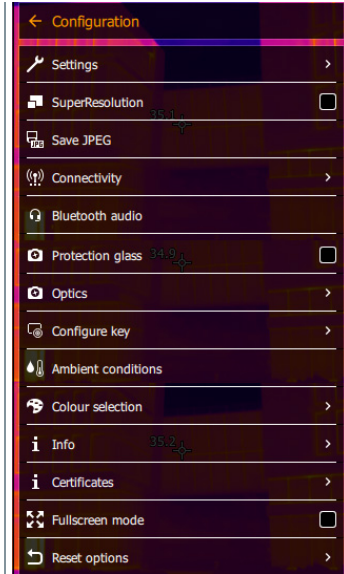 Configuration
Settings
SuperResolution
35.1
JPG Save JPEG
Connectivity
Bluetooth audio
Protection glass 34.9
Optics
Configure key
Ambient conditions
Colour selection
Info 35.2
Certificates
Fullscreen mode
Reset options